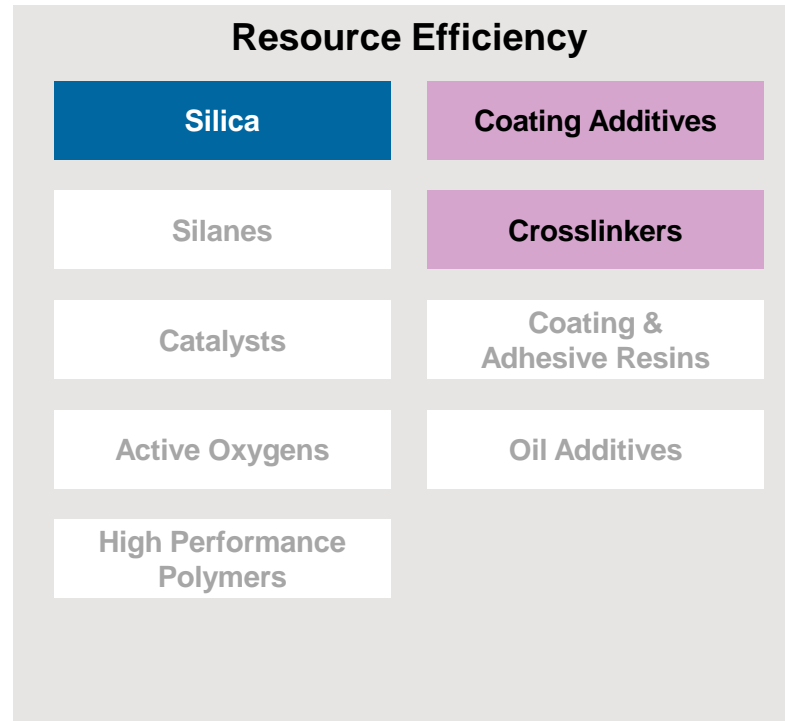 Resource Efficiency
Silica
Coating Additives
Silanes
Crosslinkers
Catalysts
Coating &
Adhesive Resins
Active Oxygens
Oil Additives
High Performance
Polymers